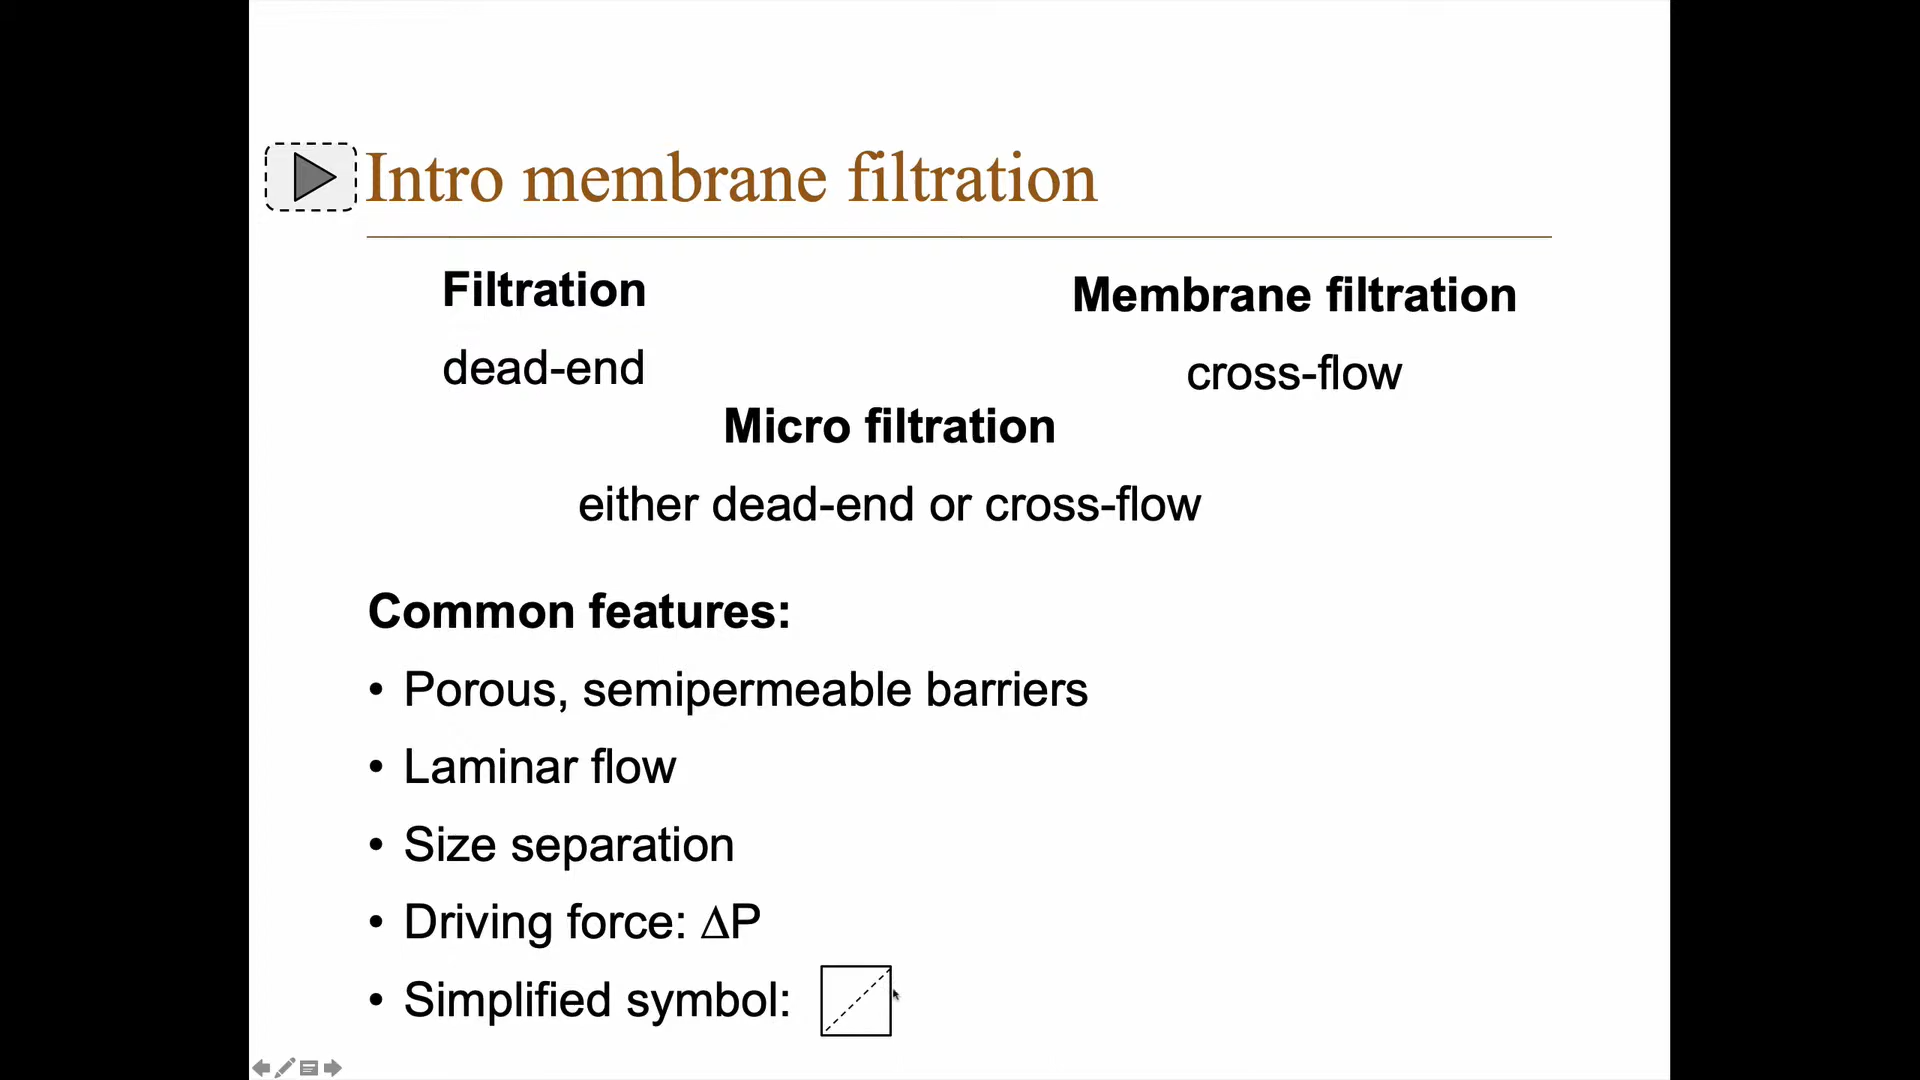 Intro membrane filtration
Filtration
Membrane filtration
dead-end
cross-flow
Micro filtration
either dead-end or cross-flow
Common features:
• Porous, semipermeable barriers
• Laminar flow
• Size separation
• Driving force: ΔP
• Simplified symbol: